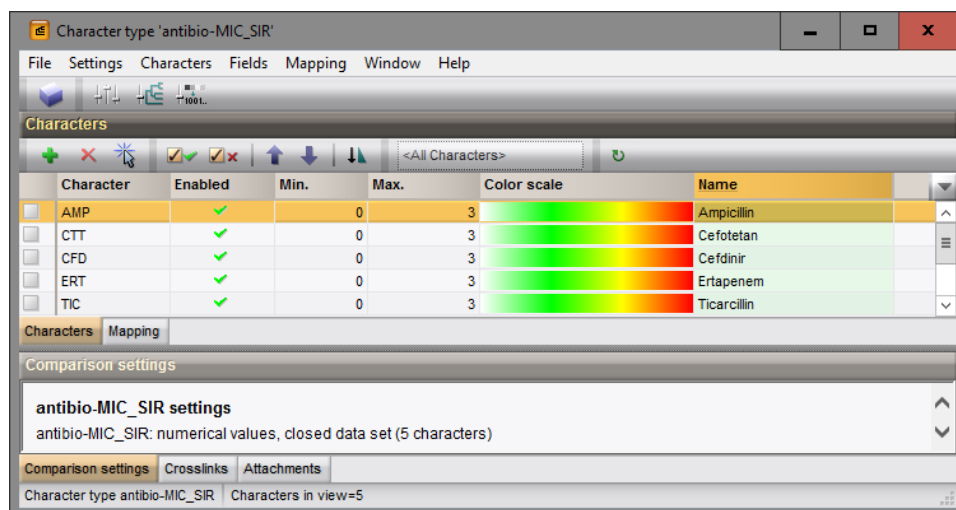 Character type 'antibio-MIC_SIR'
File Settings Characters Fields Mapping Window Help
1001..
Characters
<All Characters>
Character Enabled Min. Max. Color scale Name
AMP 0 3 Ampicillin
CTT 0 3 Cefotetan
CFD 0 3 Cefdinir
ERT 0 3 Ertapenem
TIC 0 3 Ticarcillin
Characters Mapping
Comparison settings
antibio-MIC_SIR settings
antibio-MIC_SIR: numerical values, closed data set (5 characters)
Comparison settings Crosslinks Attachments
Character type antibio-MIC_SIR Characters in view=5